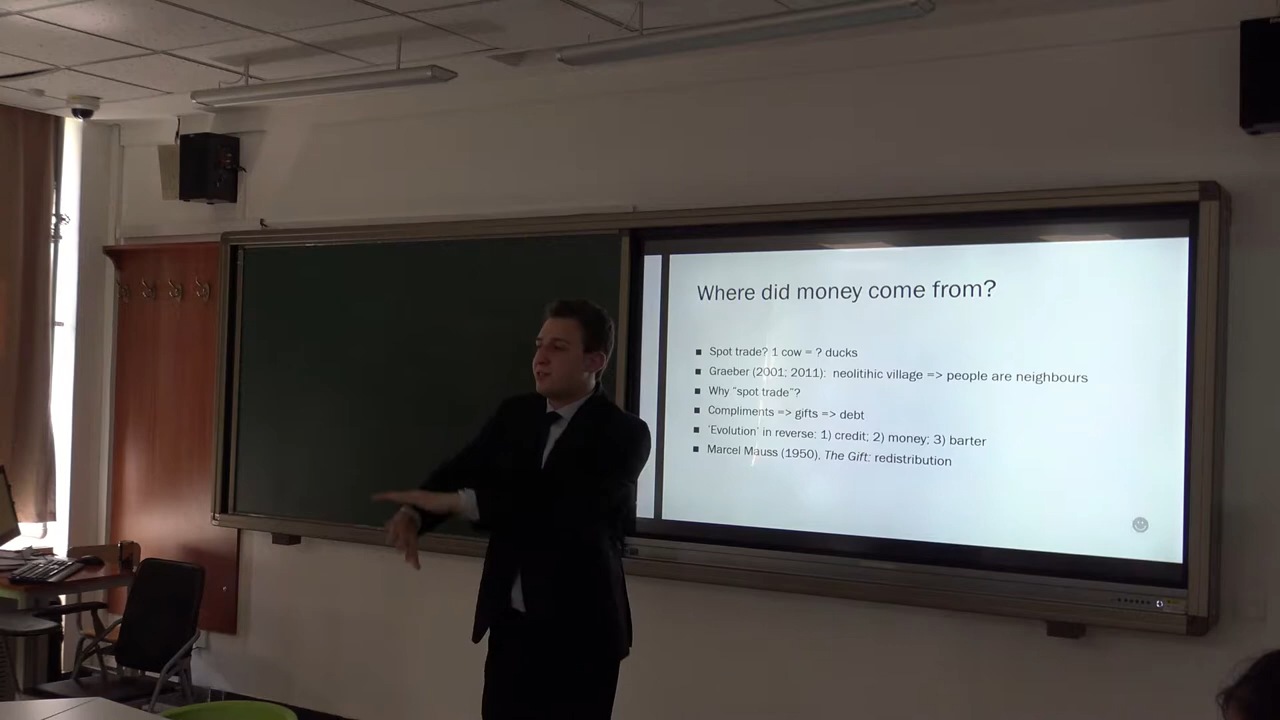 Where did money come from?
■ Spot trade? 1 cow = ? ducks
■ Graeber (2001; 2011): neolitihic village => people are neighbours
■ Why "spot trade"?
■ Compliments => gifts => debt
■ 'Evolution' in reverse: 1) credit; 2) money; 3) barter
■ Marcel Mauss (1950), The Gift: redistribution